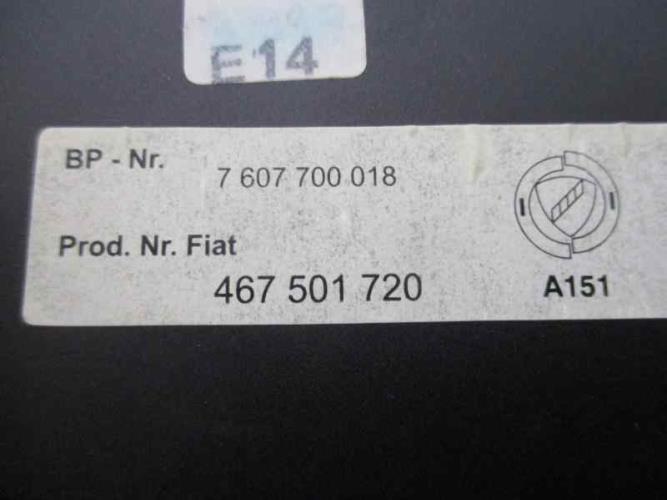 E14
BP - Nr. 7 607 700 018
Prod. Nr. Fiat
467 501 720 A151